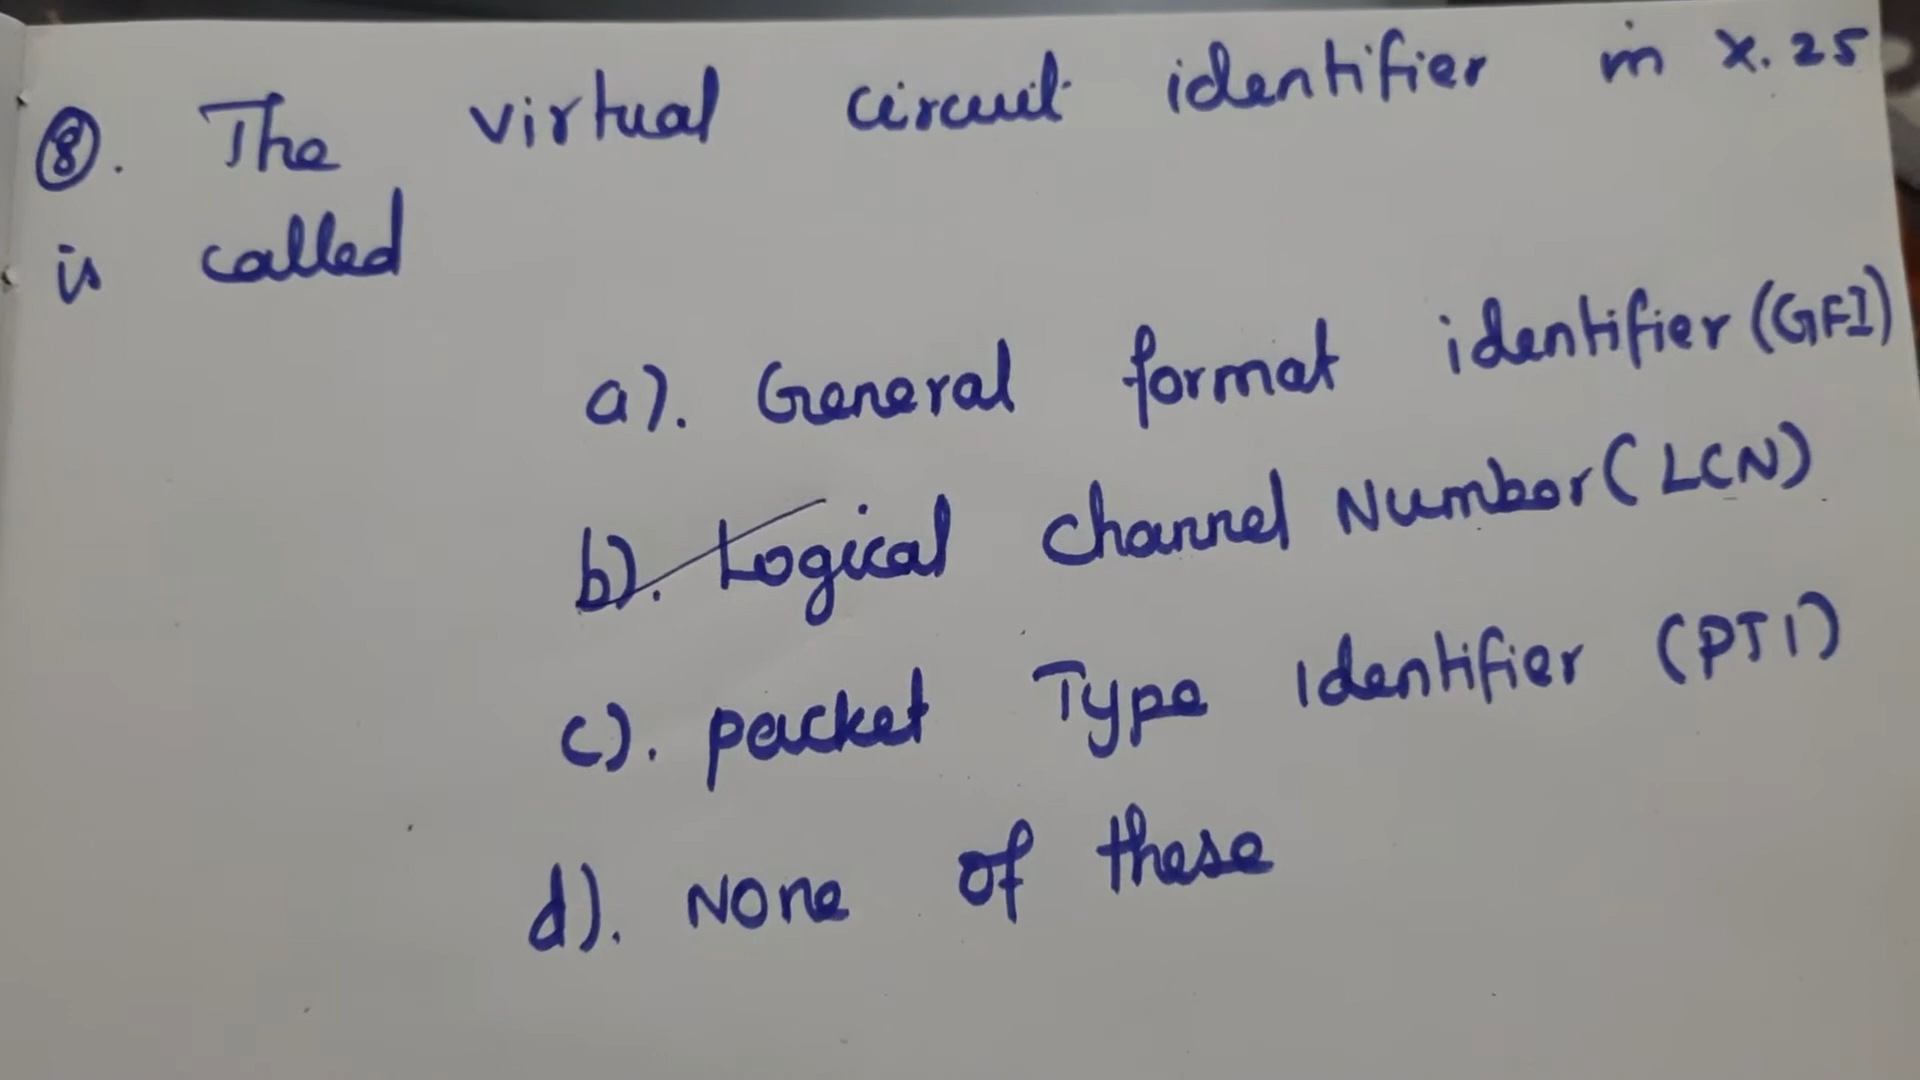 ⑧. The virtual circuit identifier in X.25
is called
a). General format identifier (GFI)
b). Logical Channel Number (LCN)
c). packet Type Identifier (PTI)
d). None of these